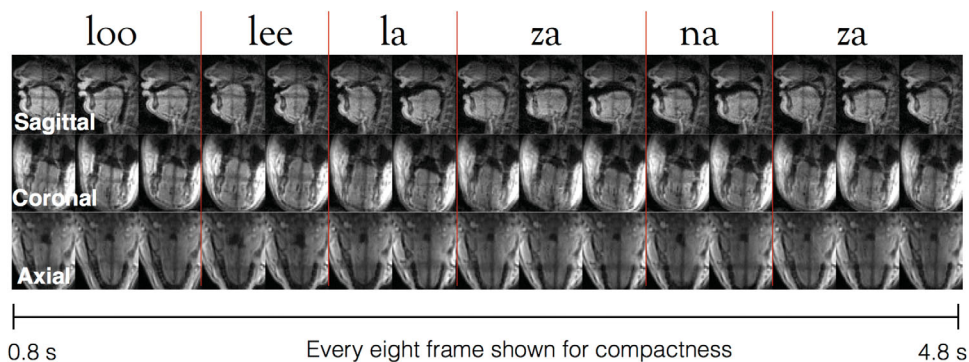 loo lee la za na za
Sagittal
Coronal
Axial
0.8 s Every eight frame shown for compactness 4.8 s